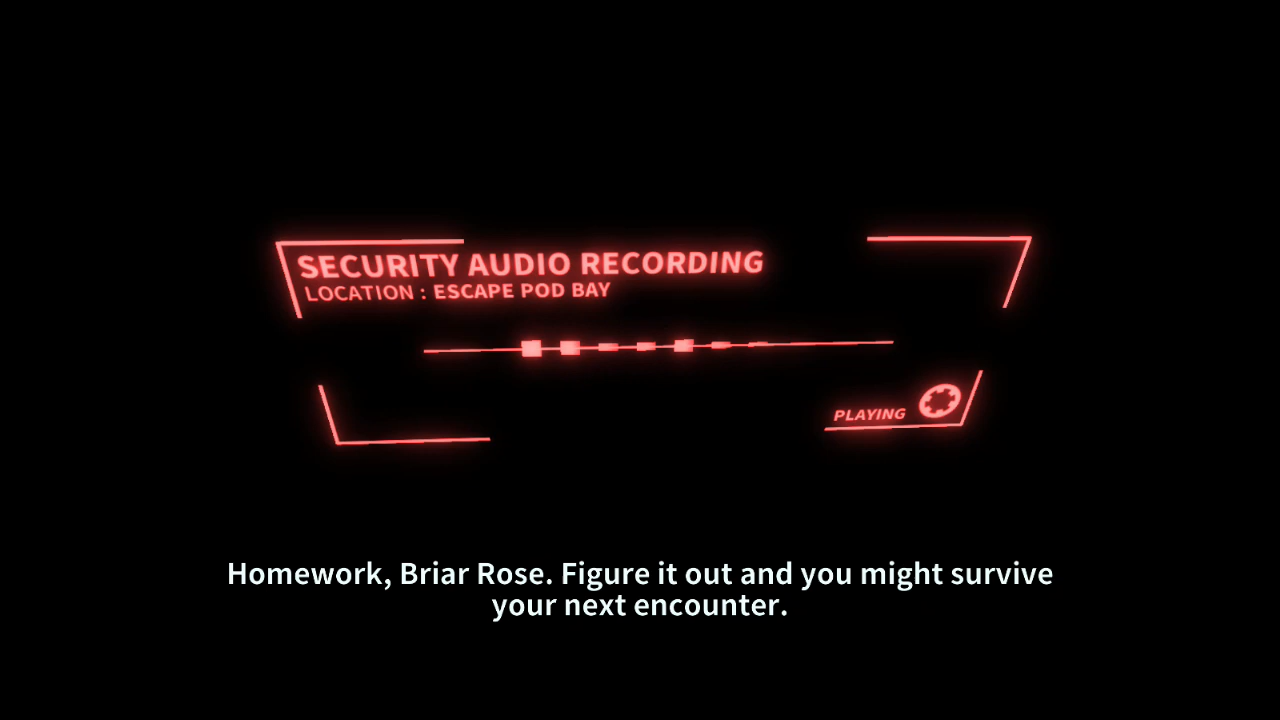 SECURITY AUDIO RECORDING
LOCATION : ESCAPE POD BAY
PLAYING
Homework, Briar Rose. Figure it out and you might survive
your next encounter.